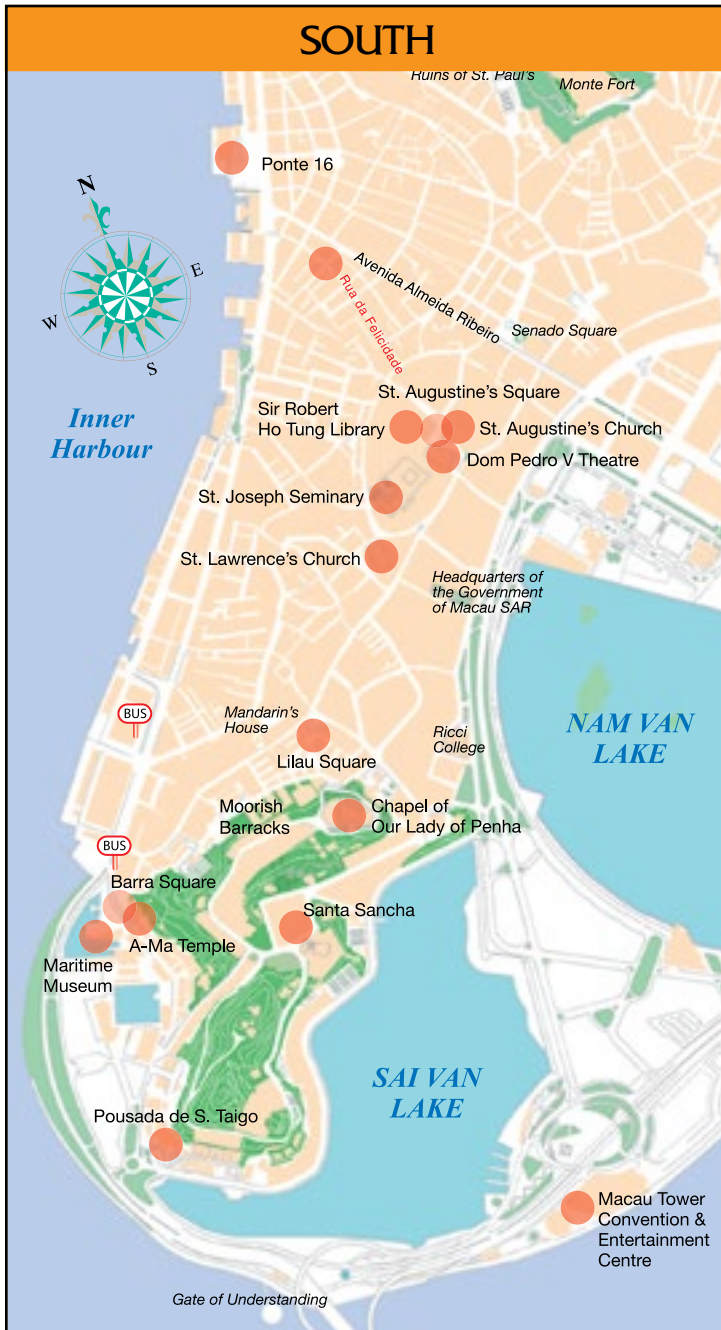 SOUTH
Ruins of St. Paul's
Monte Fort
Ponte 16
N
E
W
S
Avenida Almeida Ribeiro
Rua da Felicidade
Senado Square
Inner
Harbour
St. Augustine's Square
Sir Robert
Ho Tung Library
St. Augustine's Church
Dom Pedro V Theatre
St. Joseph Seminary
St. Lawrence's Church
Headquarters of
the Government
of Macau SAR
BUS
Mandarin's
House
Lilau Square
Ricci
College
NAM VAN
LAKE
Moorish
Barracks
Chapel of
Our Lady of Penha
BUS
Barra Square
A-Ma Temple
Maritime
Museum
Santa Sancha
SAI VAN
LAKE
Pousada de S. Taigo
Macau Tower
Convention &
Entertainment
Centre
Gate of Understanding